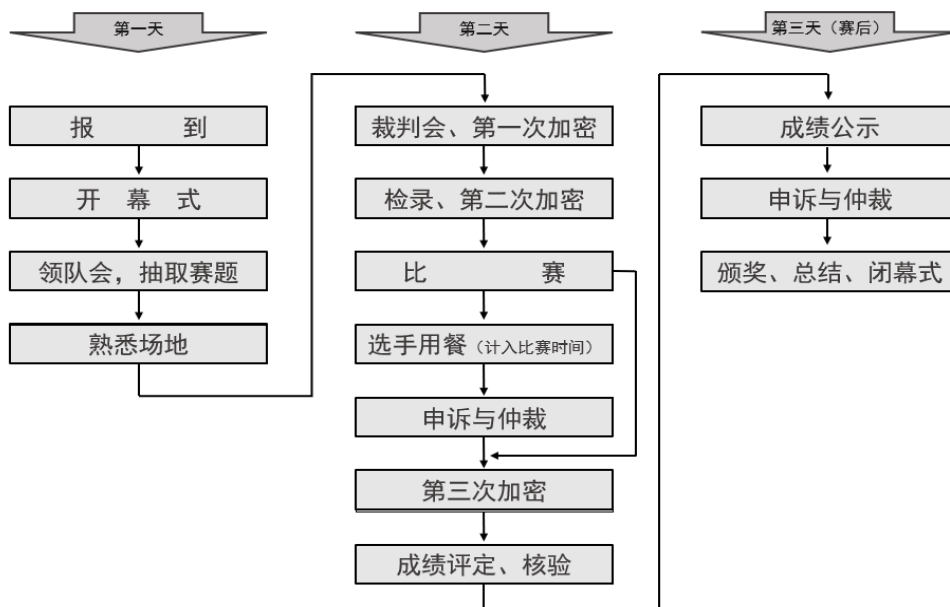 第一天
报 到
开 幕 式
领队会，抽取赛题
熟悉场地
第二天
裁判会、第一次加密
检录、第二次加密
比 赛
选手用餐（计入比赛时间）
申诉与仲裁
第三次加密
成绩评定、核验
第三天（赛后）
成绩公示
申诉与仲裁
颁奖、总结、闭幕式